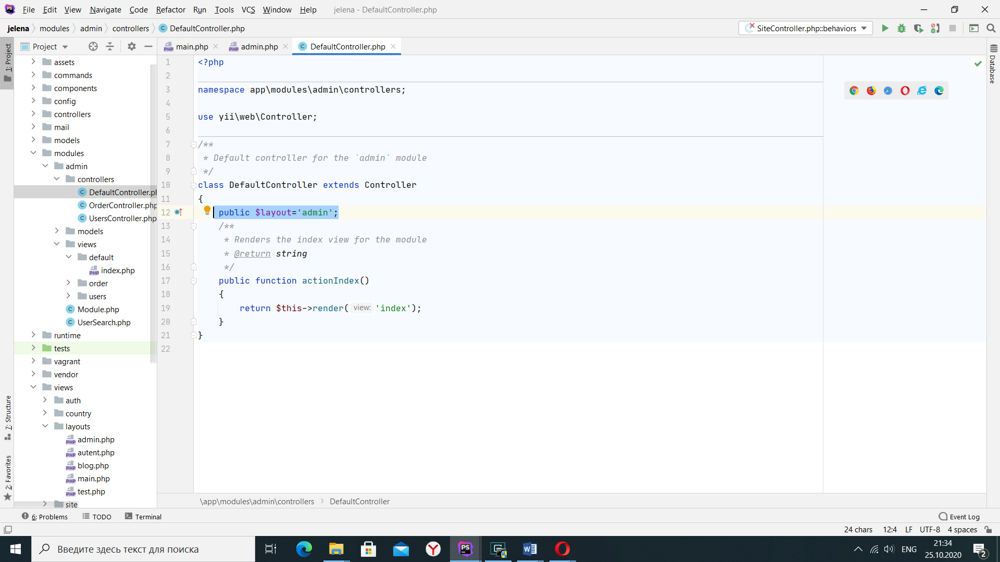 File Edit View Navigate Code Refactor Run Tools VCS Window Help jelena - DefaultController.php
jelena modules admin controllers DefaultController.php SiteController.php::behaviors
1: Project
Project
main.php admin.php DefaultController.php
Database
assets
commands
components
config
controllers
mail
models
modules
admin
controllers
DefaultController.ph
OrderController.php
UsersController.php
models
views
default
index.php
order
users
Module.php
UserSearch.php
runtime
tests
vagrant
vendor
views
auth
country
layouts
admin.php
autent.php
blog.php
main.php
test.php
site
7: Structure
2: Favorites
1 <?php
2
3 namespace app\modules\admin\controllers;
4
5 use yii\web\Controller;
6
7 /**
8 * Default controller for the `admin` module
9 */
10 class DefaultController extends Controller
11 {
12 public $layout='admin';
13 /**
14 * Renders the index view for the module
15 * @return string
16 */
17 public function actionIndex()
18 {
19 return $this->render( view: 'index');
20 }
21 }
22
\app\modules\admin\controllers DefaultController
6: Problems TODO Terminal Event Log
24 chars 12:4 LF UTF-8 4 spaces
Введите здесь текст для поиска
ENG
21:34
25.10.2020
2